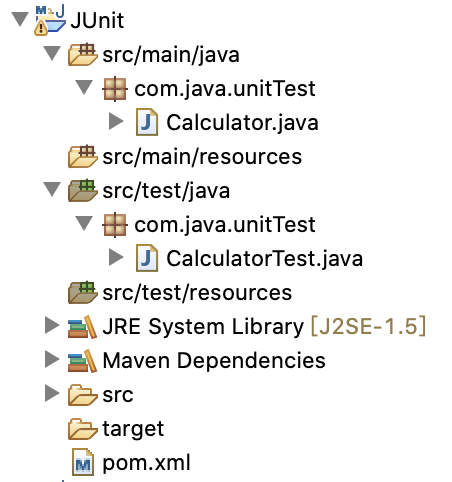 JUnit
src/main/java
com.java.unitTest
Calculator.java
src/main/resources
src/test/java
com.java.unitTest
CalculatorTest.java
src/test/resources
JRE System Library [J2SE-1.5]
Maven Dependencies
src
target
pom.xml